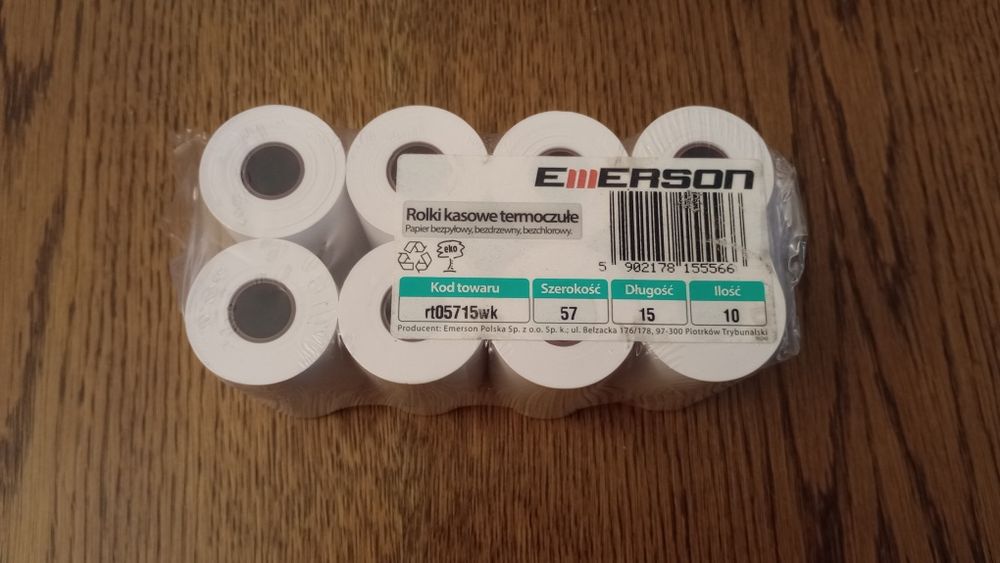 EMERSON
Rolki kasowe termoczułe
Papier bezpyłowy, bezdrzewny, bezchlorowy.
eko
5 902178 155566
Kod towaru Szerokość Długość Ilość
rt05715wk 57 15 10
Producent: Emerson Polska Sp. z o.o. Sp. k.; ul. Belzacka 176/178, 97-300 Piotrków Trybunalski